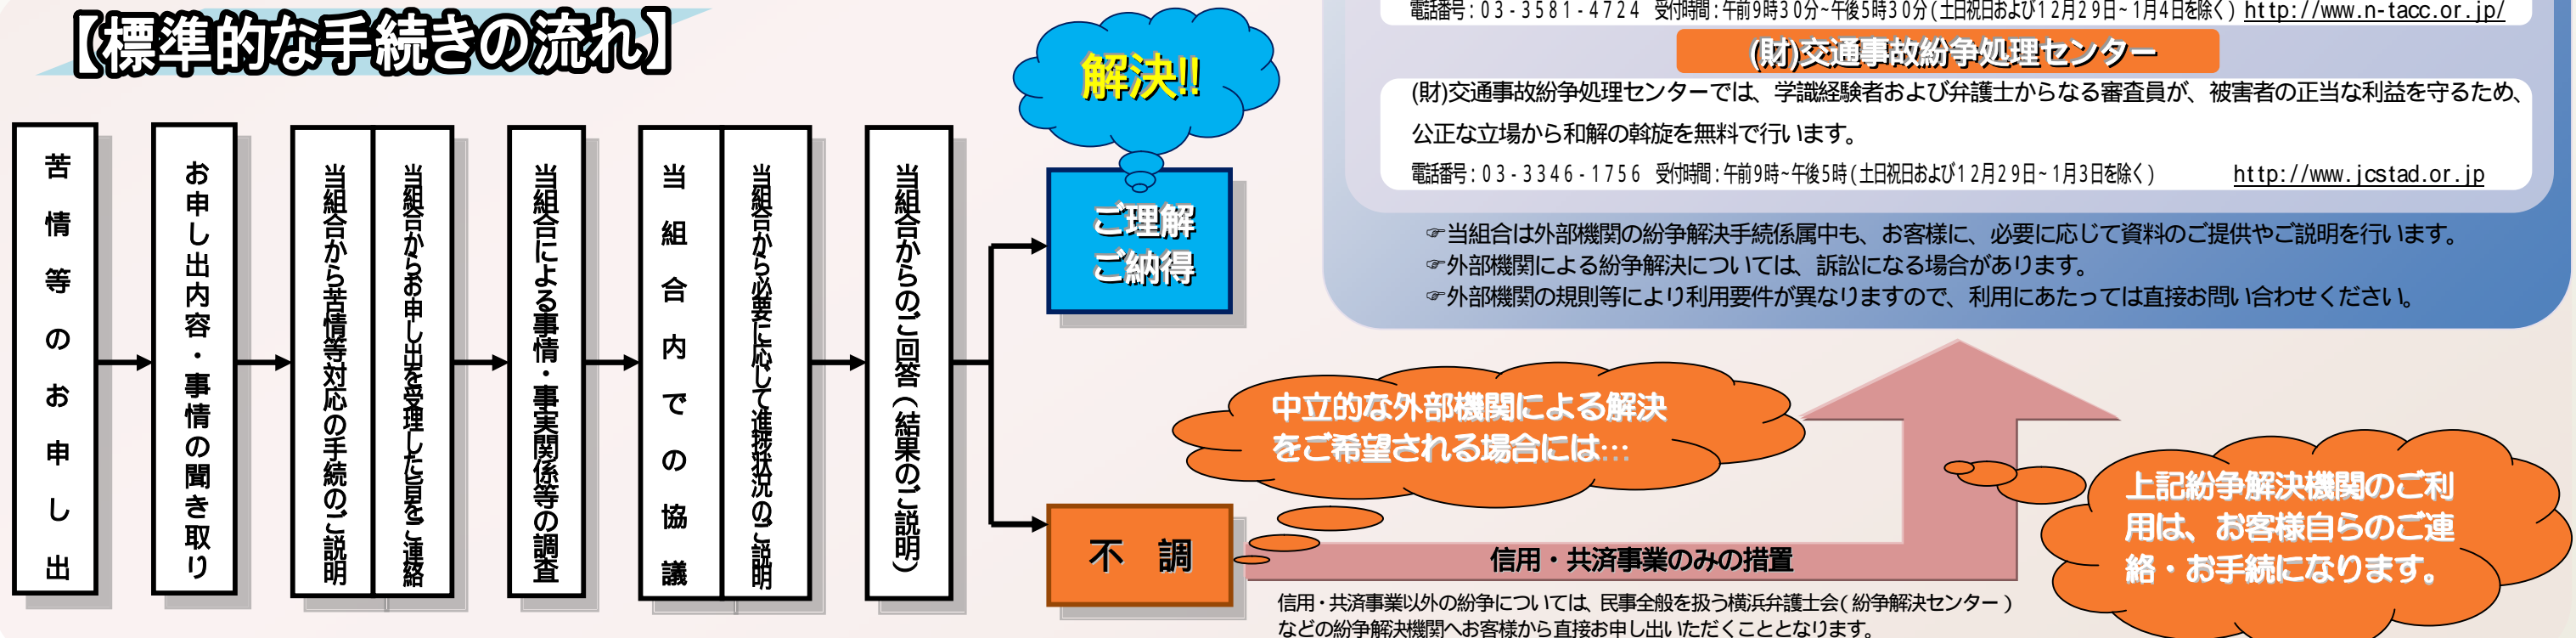 【標準的な手続きの流れ】
苦情等のお申し出
お申し出内容・事情の聞き取り
当組合から苦情等対応の手続のご説明
当組合からお申し出を受理した旨をご連絡
当組合による事情・事実関係等の調査
当組合内での協議
当組合から必要に応じて進捗状況のご説明
当組合からのご回答(結果のご説明)
解決!!
ご理解
ご納得
不 調
電話番号:03-3581-4724 受付時間:午前9時30分~午後5時30分(土日祝日および12月29日~1月4日を除く) http://www.n-tacc.or.jp/
(財)交通事故紛争処理センター
(財)交通事故紛争処理センターでは、学識経験者および弁護士からなる審査員が、被害者の正当な利益を守るため、
公正な立場から和解の斡旋を無料で行います。
電話番号:03-3346-1756 受付時間:午前9時~午後5時(土日祝日および12月29日~1月3日を除く) http://www.jcstad.or.jp
☞当組合は外部機関の紛争解決手続係属中も、お客様に、必要に応じて資料のご提供やご説明を行います。
☞外部機関による紛争解決については、訴訟になる場合があります。
☞外部機関の規則等により利用要件が異なりますので、利用にあたっては直接お問い合わせください。
中立的な外部機関による解決
をご希望される場合には…
上記紛争解決機関のご利
用は、お客様自らのご連
絡・お手続になります。
信用・共済事業のみの措置
信用・共済事業以外の紛争については、民事全般を扱う横浜弁護士会(紛争解決センター)
などの紛争解決機関へお客様から直接お申し出いただくこととなります。